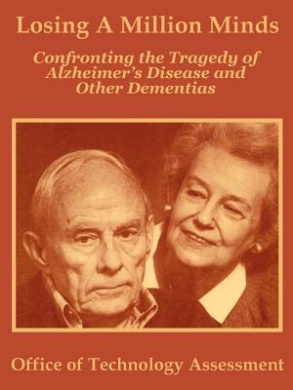 Losing A Million Minds
Confronting the Tragedy of
Alzheimer's Disease and
Other Dementias
Office of Technology Assessment